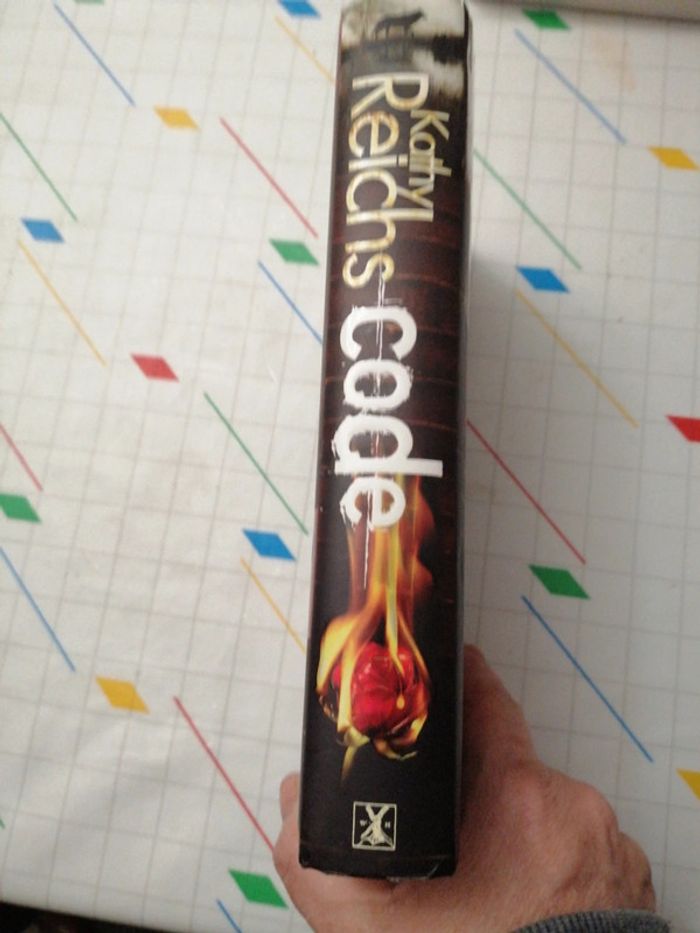 Kathy
Reichs
code
W H